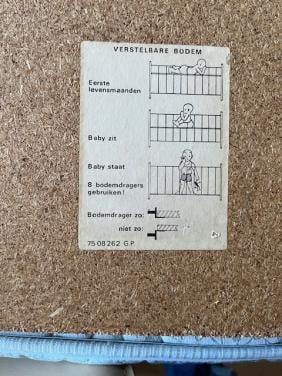 VERSTELBARE BODEM
Eerste
levensmaanden
Baby zit
Baby staat
8 bodemdragers
gebruiken!
Bodemdrager zo:
niet zo:
75 08 262 G.P.